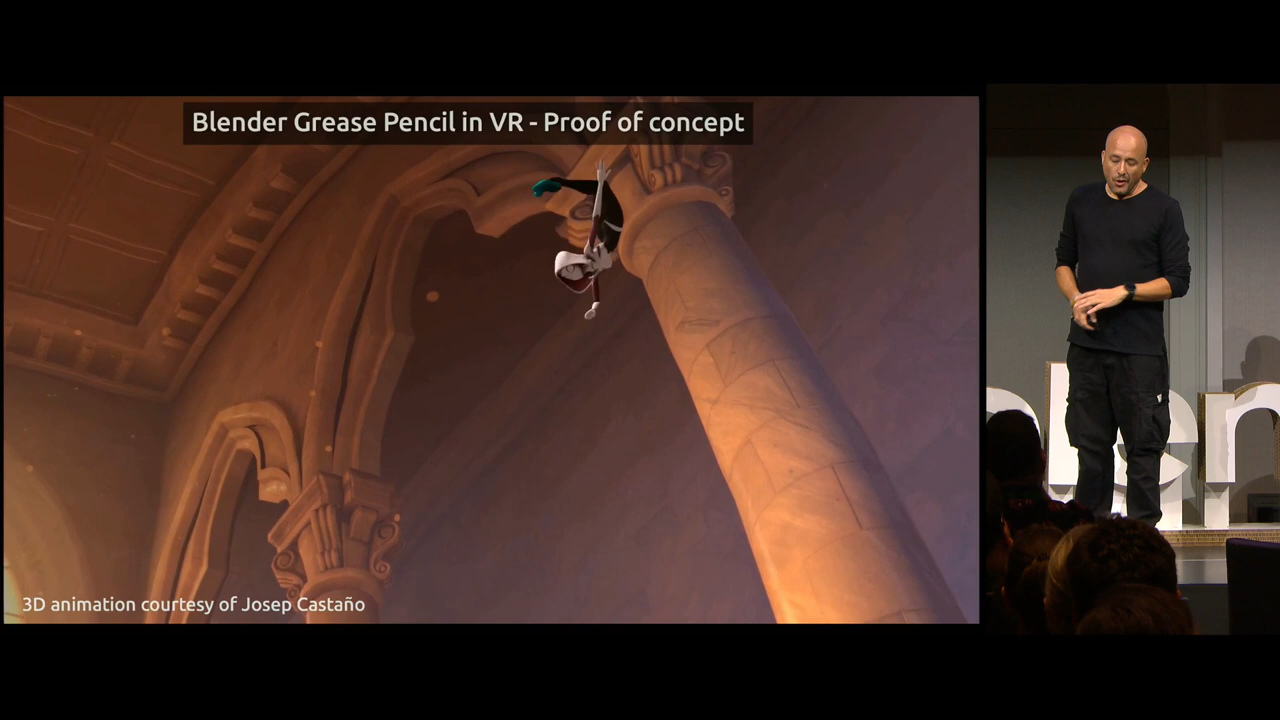 Blender Grease Pencil in VR - Proof of concept
3D animation courtesy of Josep Castaño